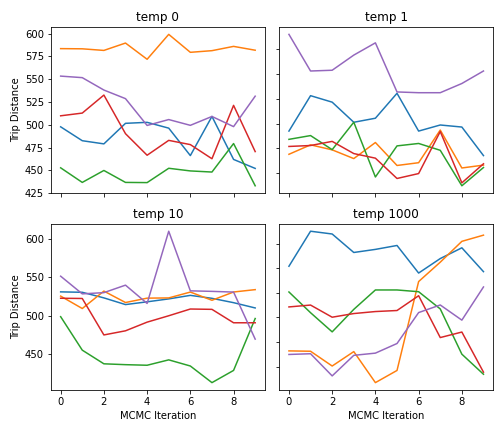 temp 0
temp 1
600
575
550
525
500
475
450
425
Trip Distance
temp 10
temp 1000
600
550
500
450
Trip Distance
0 2 4 6 8
0 2 4 6 8
MCMC Iteration
MCMC Iteration